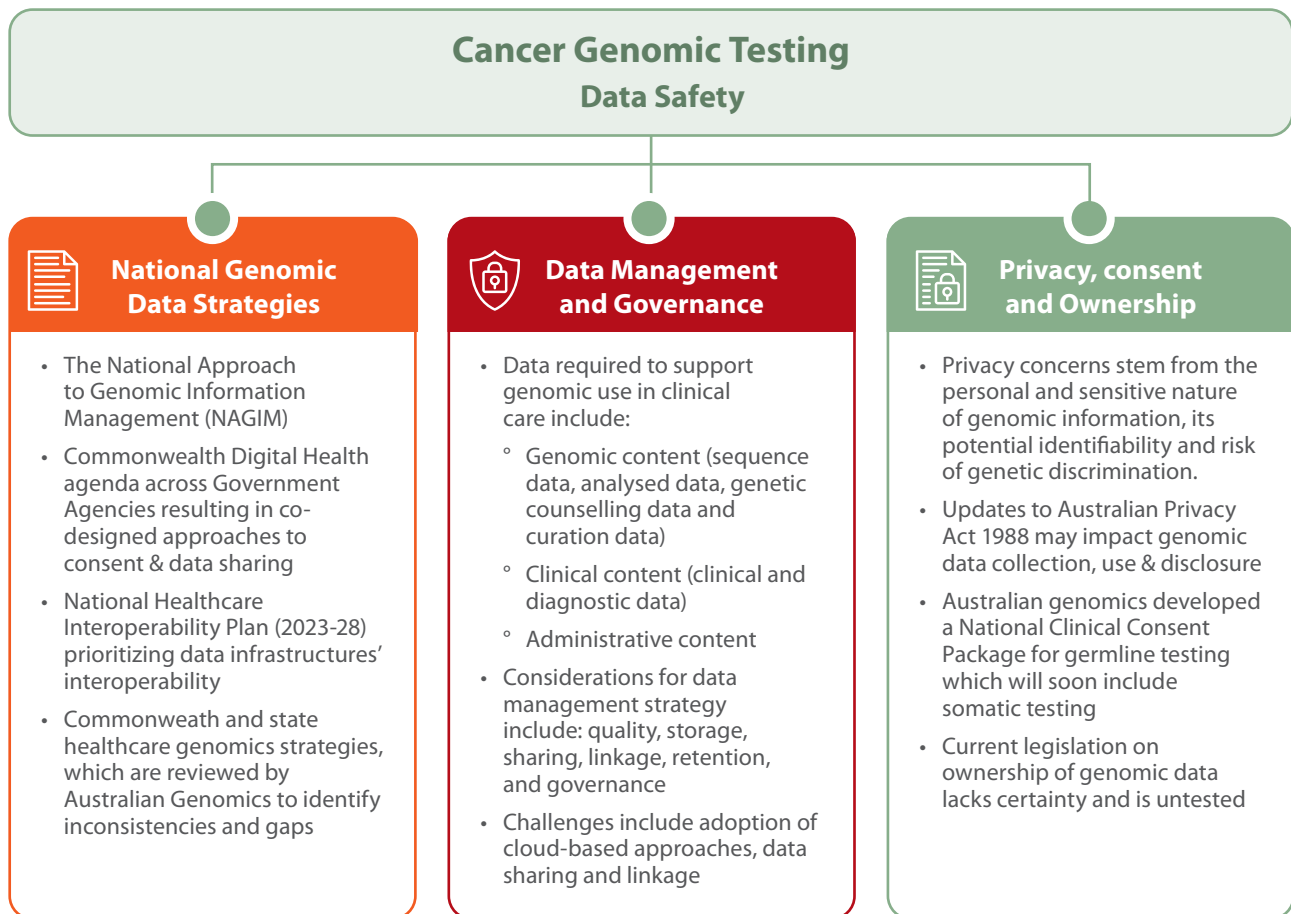 Cancer Genomic Testing
Data Safety
National Genomic
Data Strategies
• The National Approach
to Genomic Information
Management (NAGIM)
• Commonwealth Digital Health
agenda across Government
Agencies resulting in co-
designed approaches to
consent & data sharing
• National Healthcare
Interoperability Plan (2023-28)
prioritizing data infrastructures’
interoperability
• Commonweath and state
healthcare genomics strategies,
which are reviewed by
Australian Genomics to identify
inconsistencies and gaps
Data Management
and Governance
• Data required to support
genomic use in clinical
care include:
° Genomic content (sequence
data, analysed data, genetic
counselling data and
curation data)
° Clinical content (clinical and
diagnostic data)
° Administrative content
• Considerations for data
management strategy
include: quality, storage,
sharing, linkage, retention,
and governance
• Challenges include adoption of
cloud-based approaches, data
sharing and linkage
Privacy, consent
and Ownership
• Privacy concerns stem from the
personal and sensitive nature
of genomic information, its
potential identifiability and risk
of genetic discrimination.
• Updates to Australian Privacy
Act 1988 may impact genomic
data collection, use & disclosure
• Australian genomics developed
a National Clinical Consent
Package for germline testing
which will soon include
somatic testing
• Current legislation on
ownership of genomic data
lacks certainty and is untested